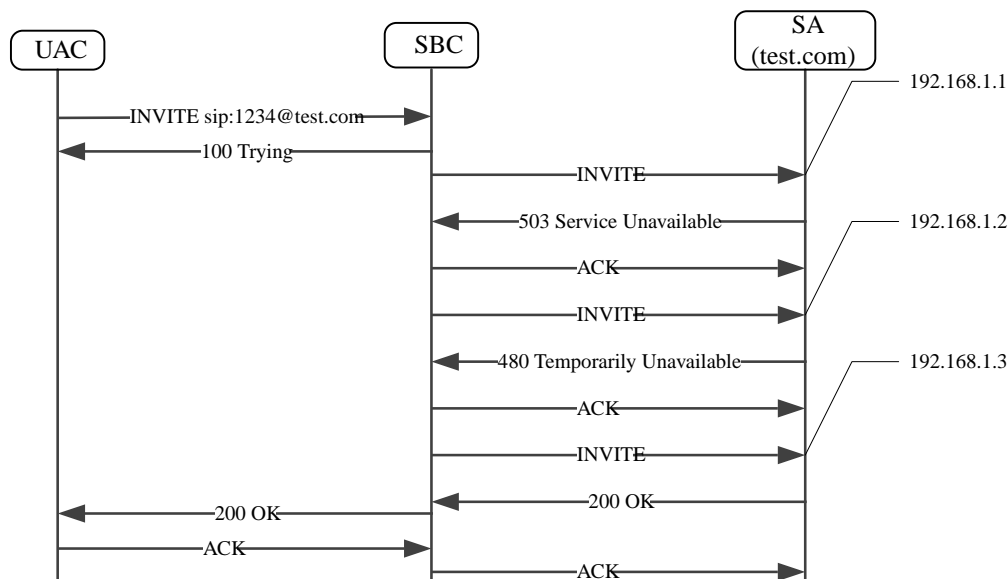 UAC
SBC
SA
(test.com)
192.168.1.1
INVITE sip:1234@test.com
100 Trying
INVITE
503 Service Unavailable
192.168.1.2
ACK
INVITE
480 Temporarily Unavailable
192.168.1.3
ACK
INVITE
200 OK
200 OK
ACK
ACK